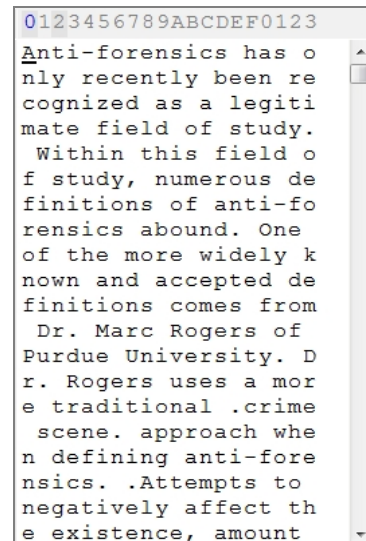 0123456789ABCDEF0123
Anti-forensics has o
nly recently been re
cognized as a legiti
mate field of study.
 Within this field o
f study, numerous de
finitions of anti-fo
rensics abound. One 
of the more widely k
nown and accepted de
finitions comes from
 Dr. Marc Rogers of 
Purdue University. D
r. Rogers uses a mor
e traditional .crime
 scene. approach whe
n defining anti-fore
nsics. .Attempts to 
negatively affect th
e existence, amount